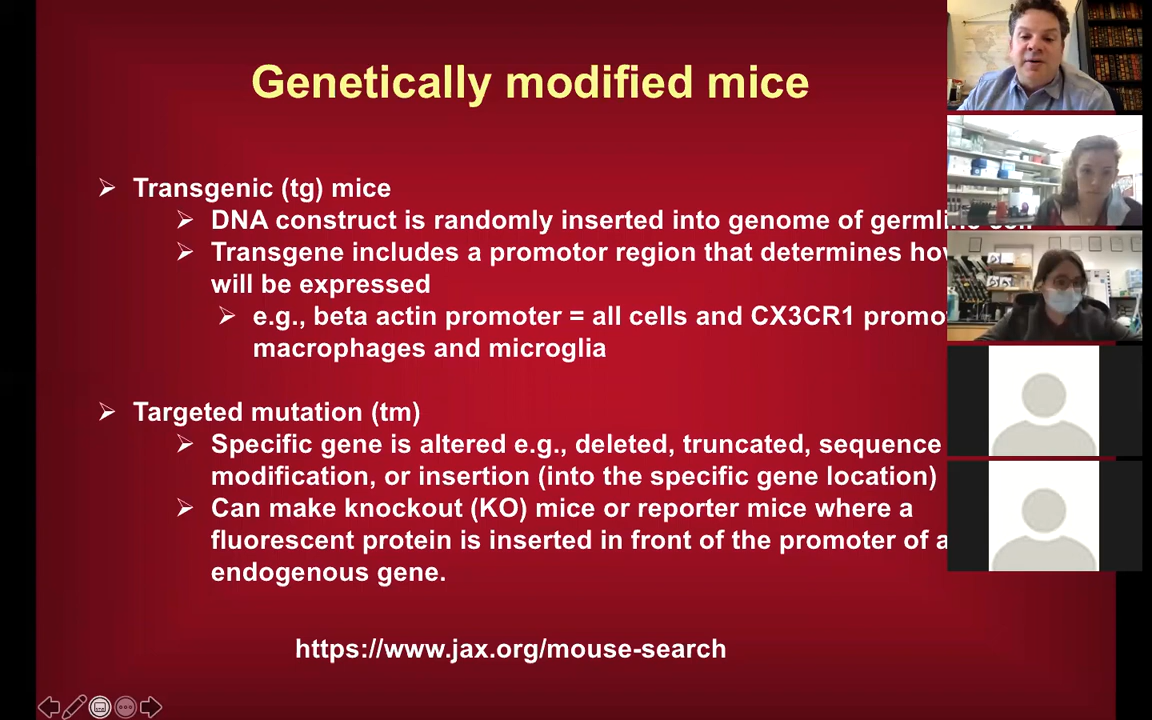 Genetically modified mice
Transgenic (tg) mice
DNA construct is randomly inserted into genome of germline cell
Transgene includes a promotor region that determines how
will be expressed
e.g., beta actin promoter = all cells and CX3CR1
macrophages and microglia
Targeted mutation (tm)
Specific gene is altered e.g., deleted, truncated, sequence
modification, or insertion (into the specific gene location)
Can make knockout (KO) mice or reporter mice where a
fluorescent protein is inserted in front of the promoter of
endogenous gene.
https://www.jax.org/mouse-search